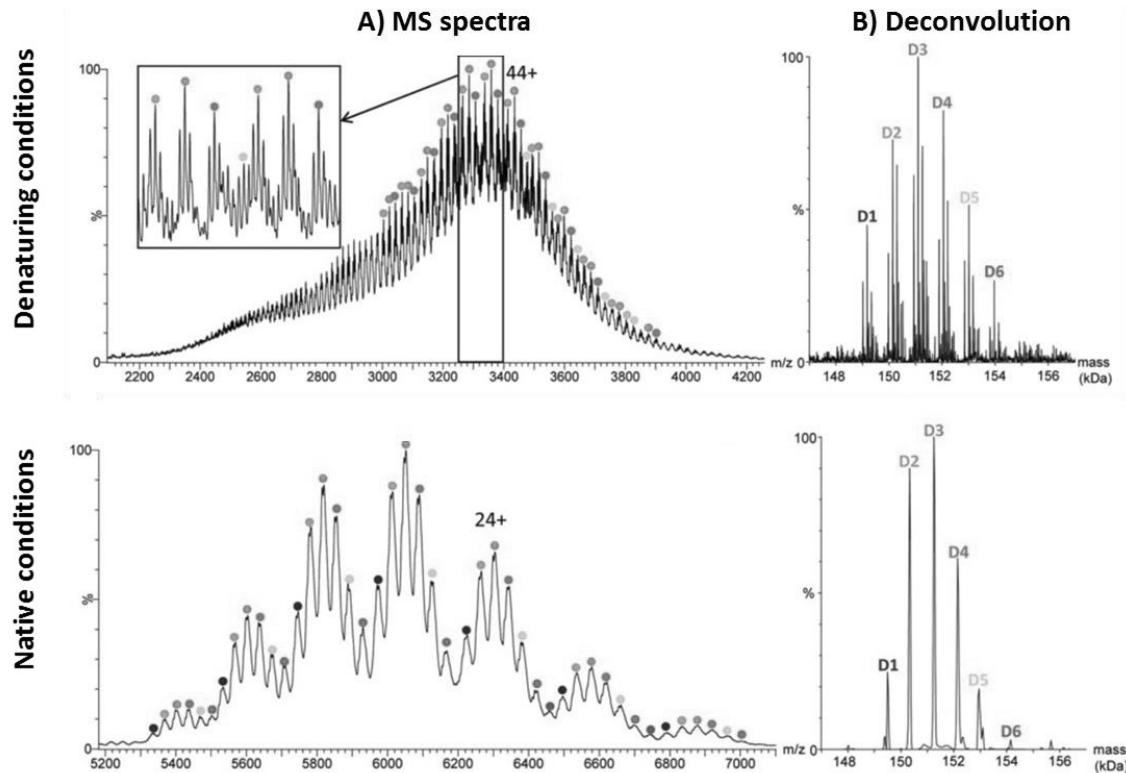 A) MS spectra
B) Deconvolution
Denaturing conditions
100
%
0
44+
2200 2400 2600 2800 3000 3200 3400 3600 3800 4000 4200 m/z
100
%
0
D1
D2
D3
D4
D5
D6
148 150 152 154 156 mass
(kDa)
Native conditions
100
%
0
24+
5200 5400 5600 5800 6000 6200 6400 6600 6800 7000 m/z
100
%
0
D1
D2
D3
D4
D5
D6
148 150 152 154 156 mass
(kDa)